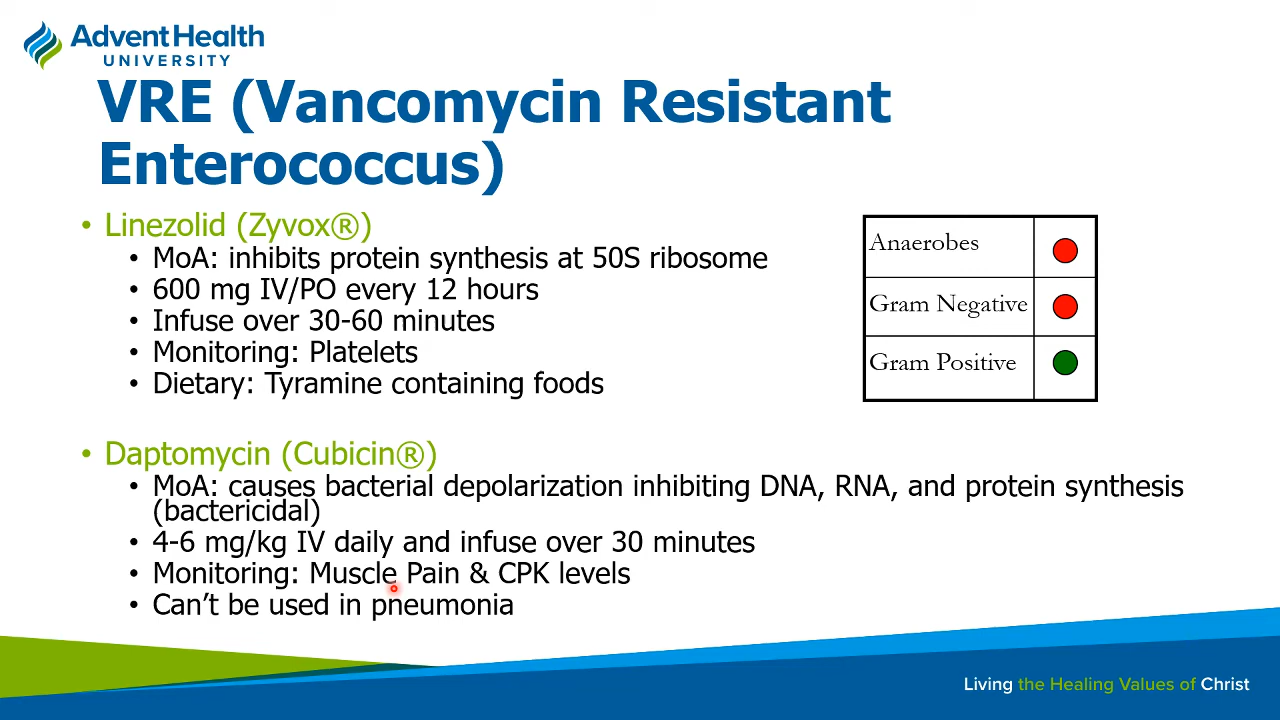 AdventHealth
UNIVERSITY
VRE (Vancomycin Resistant
Enterococcus)
• Linezolid (Zyvox®)
• MoA: inhibits protein synthesis at 50S ribosome
• 600 mg IV/PO every 12 hours
• Infuse over 30-60 minutes
• Monitoring: Platelets
• Dietary: Tyramine containing foods
Anaerobes
Gram Negative
Gram Positive
• Daptomycin (Cubicin®)
• MoA: causes bacterial depolarization inhibiting DNA, RNA, and protein synthesis
(bactericidal)
• 4-6 mg/kg IV daily and infuse over 30 minutes
• Monitoring: Muscle Pain & CPK levels
• Can’t be used in pneumonia
Living the Healing Values of Christ